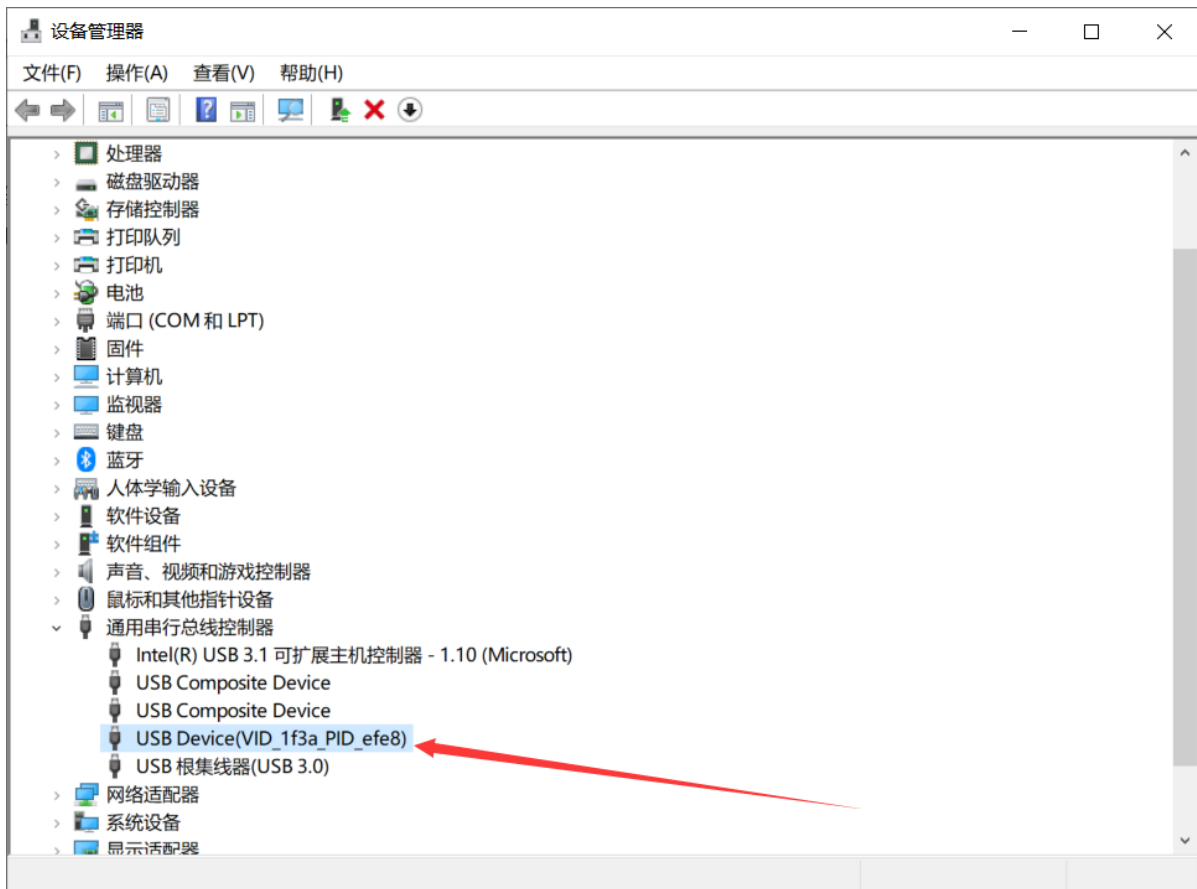 设备管理器
文件(F) 操作(A) 查看(V) 帮助(H)
处理器
磁盘驱动器
存储控制器
打印队列
打印机
电池
端口 (COM 和 LPT)
固件
计算机
监视器
键盘
蓝牙
人体学输入设备
软件设备
软件组件
声音、视频和游戏控制器
鼠标和其他指针设备
通用串行总线控制器
Intel(R) USB 3.1 可扩展主机控制器 - 1.10 (Microsoft)
USB Composite Device
USB Composite Device
USB Device(VID_1f3a_PID_efe8)
USB 根集线器(USB 3.0)
网络适配器
系统设备
显示适配器